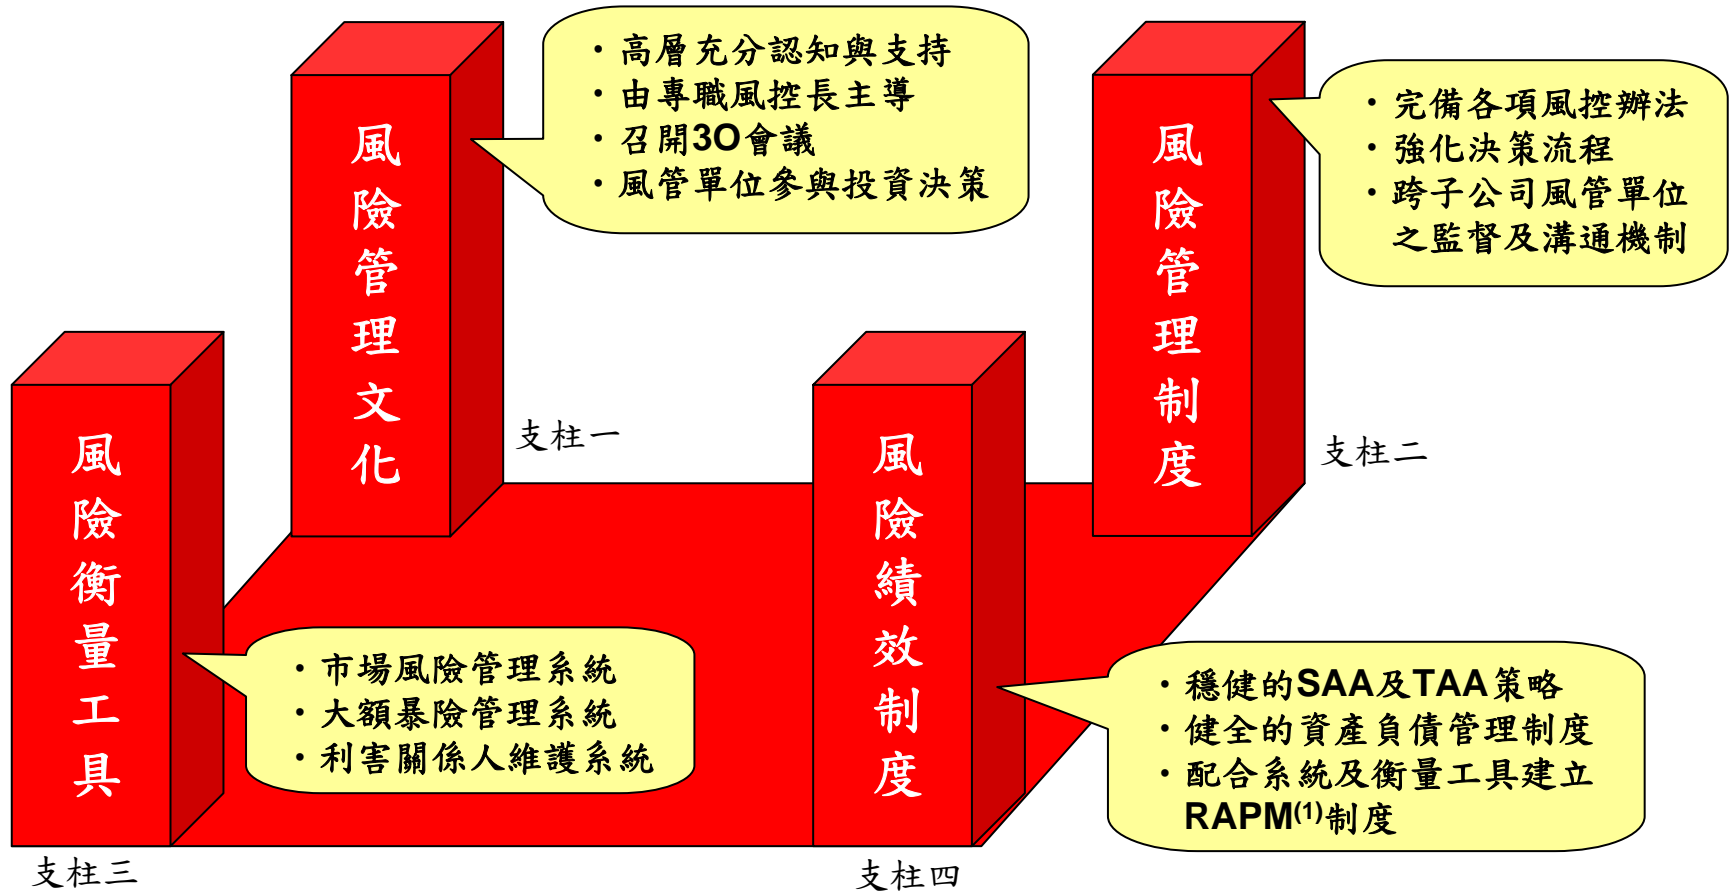 風險管理文化
支柱一
・高層充分認知與支持
・由專職風控長主導
・召開3O會議
・風管單位參與投資決策
風險管理制度
支柱二
・完備各項風控辦法
・強化決策流程
・跨子公司風管單位
之監督及溝通機制
風險衡量工具
支柱三
・市場風險管理系統
・大額暴險管理系統
・利害關係人維護系統
風險績效制度
支柱四
・穩健的SAA及TAA策略
・健全的資產負債管理制度
・配合系統及衡量工具建立
RAPM(1)制度